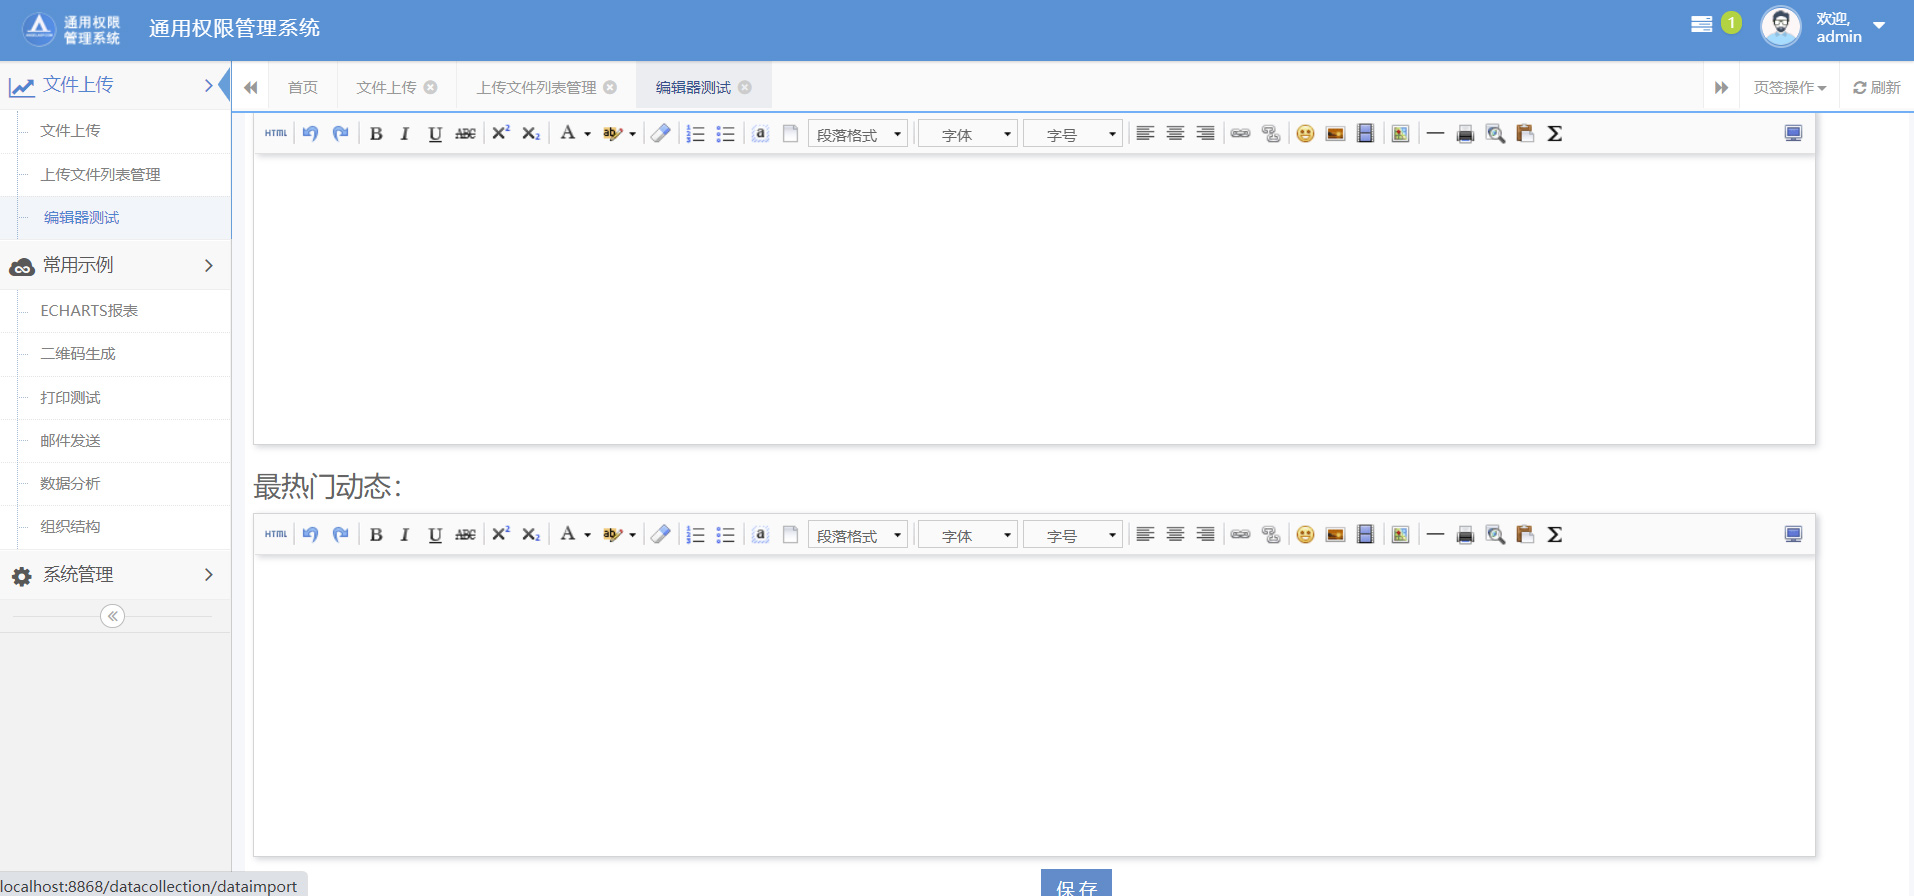 通用权限
管理系统
通用权限管理系统
1
欢迎,
admin
文件上传
首页
文件上传
上传文件列表管理
编辑器测试
页签操作
刷新
文件上传
上传文件列表管理
编辑器测试
常用示例
ECHARTS报表
二维码生成
打印测试
邮件发送
数据分析
组织结构
系统管理
HTML B I U ABC X² X₂ A ab a 段落格式 字体 字号 Σ
最热门动态：
HTML B I U ABC X² X₂ A ab a 段落格式 字体 字号 Σ
保存
localhost:8868/datacollection/dataimport